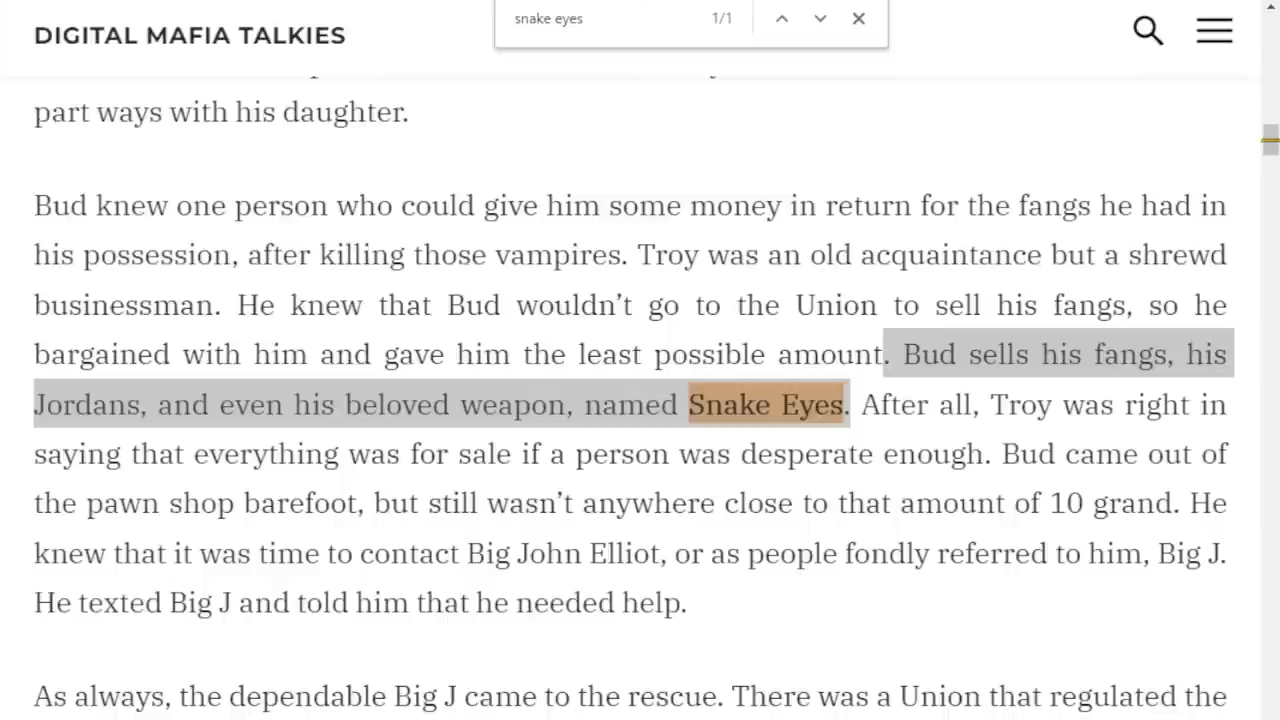 snake eyes 1/1
DIGITAL MAFIA TALKIES
part ways with his daughter.
Bud knew one person who could give him some money in return for the fangs he had in
his possession, after killing those vampires. Troy was an old acquaintance but a shrewd
businessman. He knew that Bud wouldn’t go to the Union to sell his fangs, so he
bargained with him and gave him the least possible amount. Bud sells his fangs, his
Jordans, and even his beloved weapon, named Snake Eyes. After all, Troy was right in
saying that everything was for sale if a person was desperate enough. Bud came out of
the pawn shop barefoot, but still wasn’t anywhere close to that amount of 10 grand. He
knew that it was time to contact Big John Elliot, or as people fondly referred to him, Big J.
He texted Big J and told him that he needed help.
As always, the dependable Big J came to the rescue. There was a Union that regulated the